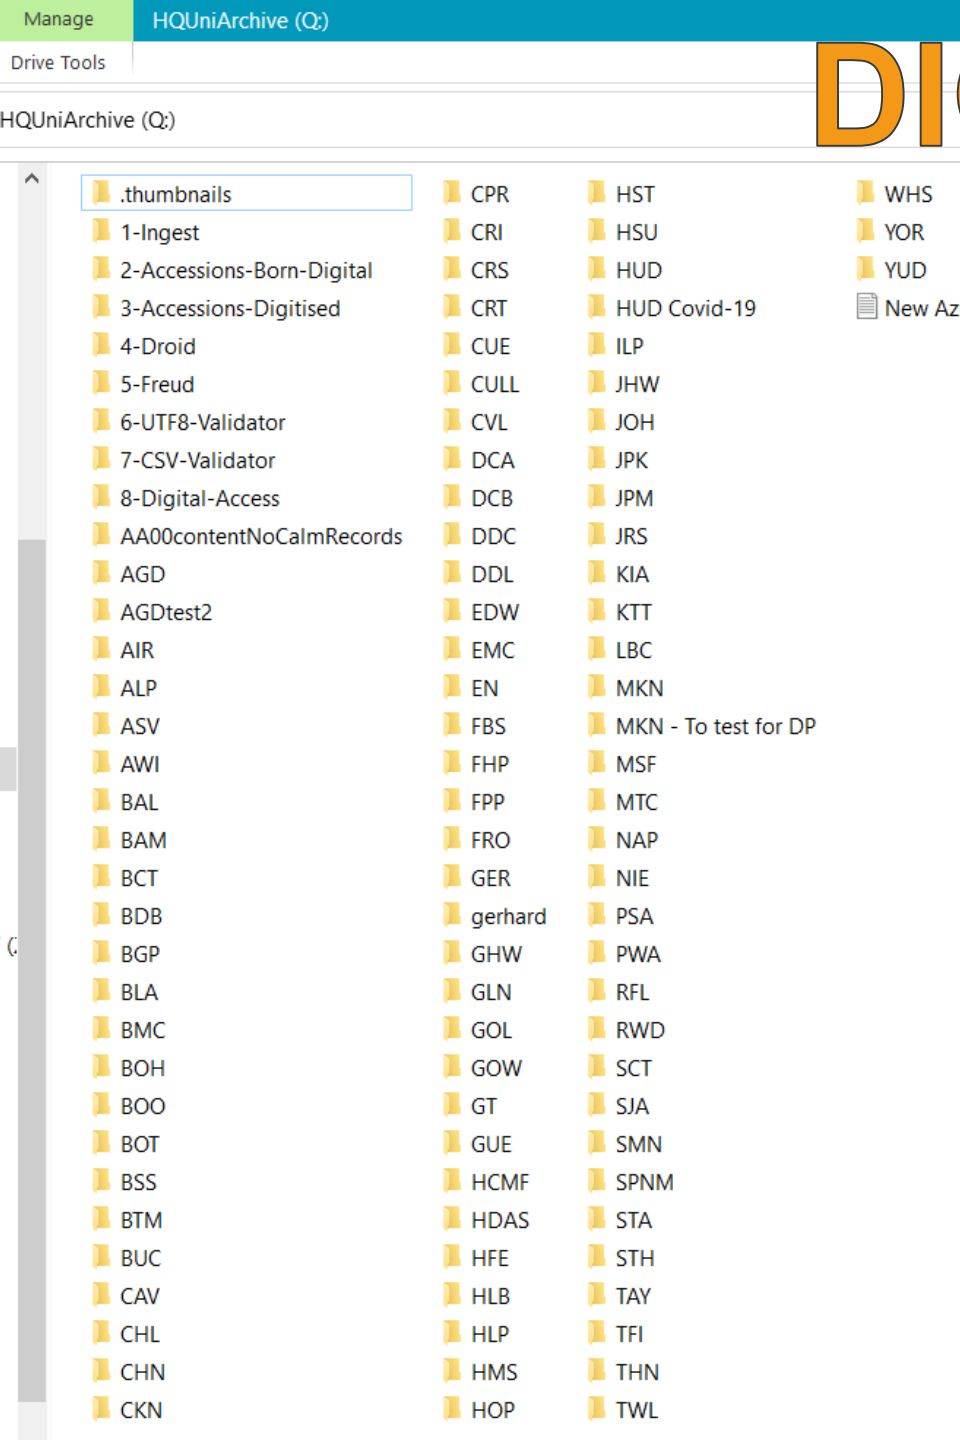 Manage
HQUniArchive (Q:)
Drive Tools
HQUniArchive (Q:)
DI
.thumbnails
1-Ingest
2-Accessions-Born-Digital
3-Accessions-Digitised
4-Droid
5-Freud
6-UTF8-Validator
7-CSV-Validator
8-Digital-Access
AA00contentNoCalmRecords
AGD
AGDtest2
AIR
ALP
ASV
AWI
BAL
BAM
BCT
BDB
BGP
BLA
BMC
BOH
BOO
BOT
BSS
BTM
BUC
CAV
CHL
CHN
CKN
CPR
CRI
CRS
CRT
CUE
CULL
CVL
DCA
DCB
DDC
DDL
EDW
EMC
EN
FBS
FHP
FPP
FRO
GER
gerhard
GHW
GLN
GOL
GOW
GT
GUE
HCMF
HDAS
HFE
HLB
HLP
HMS
HOP
HST
HSU
HUD
HUD Covid-19
ILP
JHW
JOH
JPK
JPM
JRS
KIA
KTT
LBC
MKN
MKN - To test for DP
MSF
MTC
NAP
NIE
PSA
PWA
RFL
RWD
SCT
SJA
SMN
SPNM
STA
STH
TAY
TFI
THN
TWL
WHS
YOR
YUD
New Az